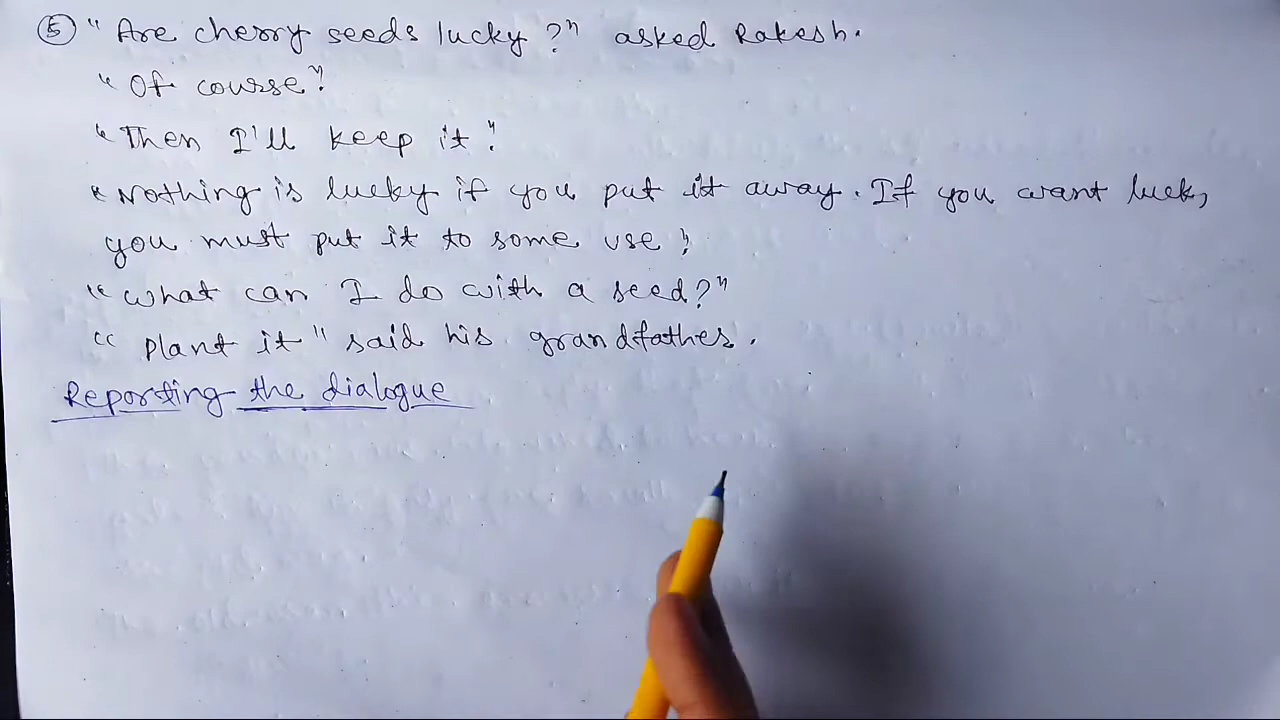 ⑤ "Are cherry seeds lucky?" asked Rakesh.
"Of course".
"Then I'll keep it".
"Nothing is lucky if you put it away. If you want luck,
you must put it to some use".
"What can I do with a seed?"
"Plant it" said his grandfather.
Reporting the dialogue